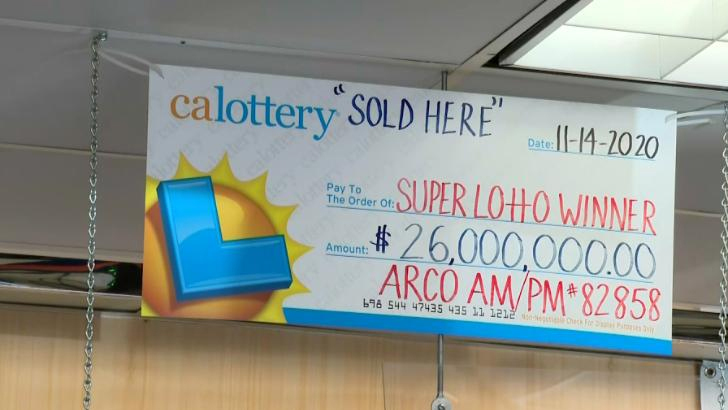 calottery "SOLD HERE"
Date: 11-14-2020
Pay To
The Order Of: SUPER LOTTO WINNER
Amount: $ 26,000,000.00
ARCO AM/PM #82858
698 544 47435 435 11 1212
Non-Negotiable Check For Display Purposes Only